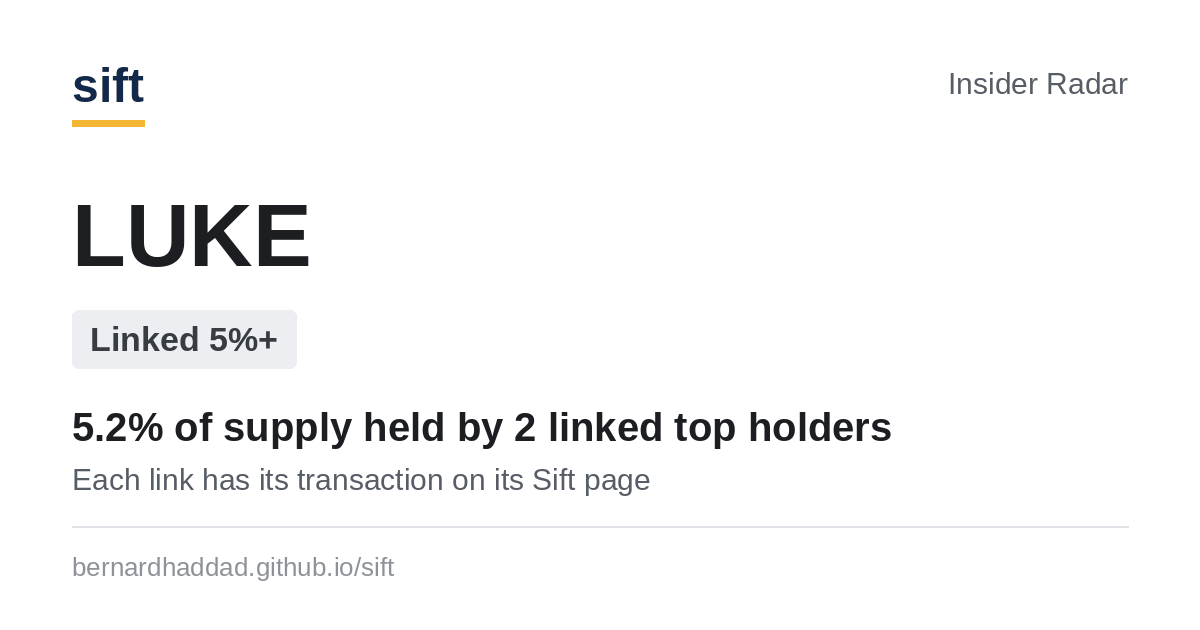 sift
Insider Radar
LUKE
Linked 5%+
5.2% of supply held by 2 linked top holders
Each link has its transaction on its Sift page
bernardhaddad.github.io/sift